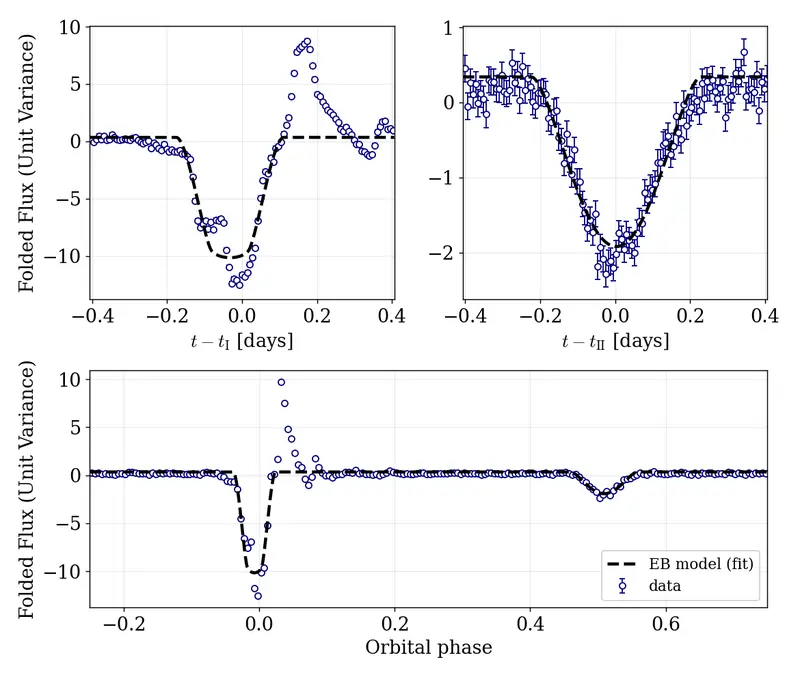 10
5
0
−5
−10
Folded Flux (Unit Variance)
−0.4 −0.2 0.0 0.2 0.4
t − tI [days]
1
0
−1
−2
−0.4 −0.2 0.0 0.2 0.4
t − tII [days]
10
5
0
−5
−10
Folded Flux (Unit Variance)
EB model (fit)
data
−0.2 0.0 0.2 0.4 0.6
Orbital phase